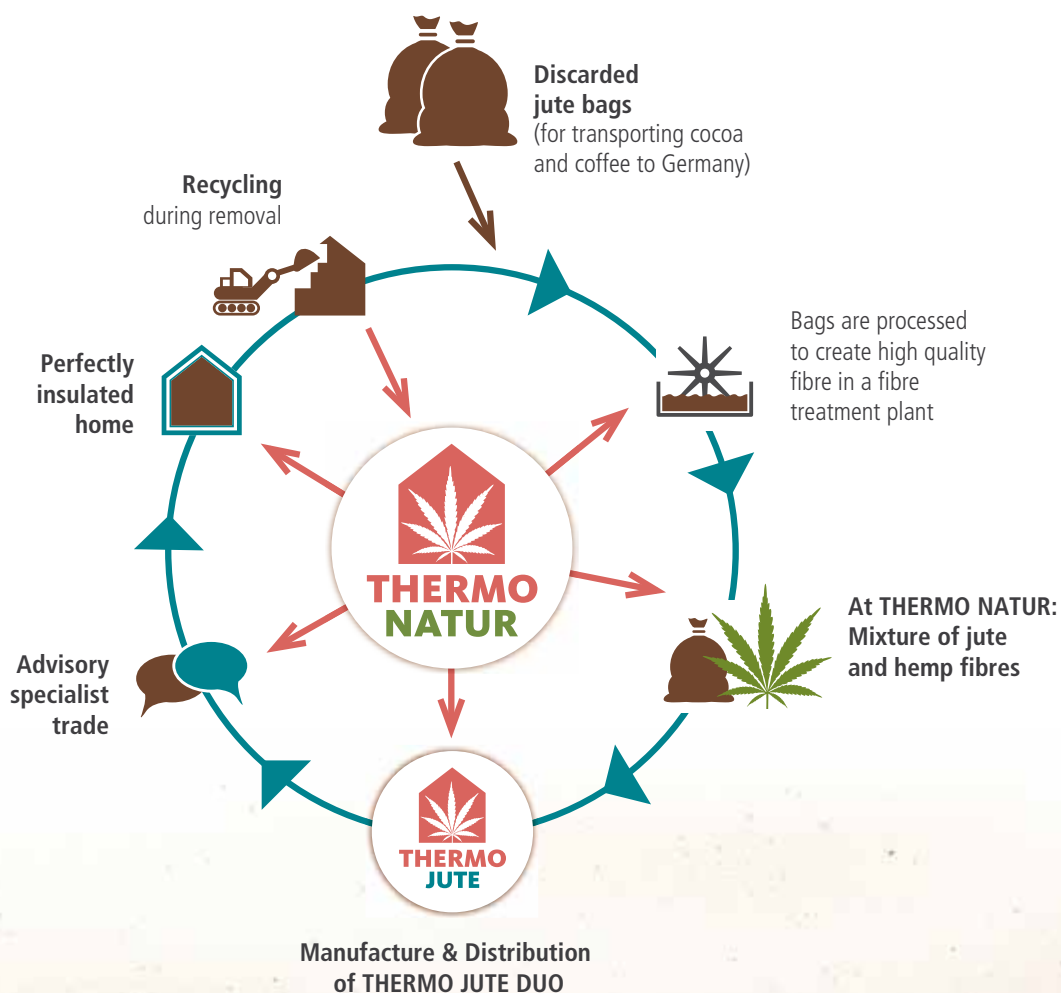 Discarded
jute bags
(for transporting cocoa
and coffee to Germany)
Recycling
during removal
Bags are processed
to create high quality
fibre in a fibre
treatment plant
Perfectly
insulated
home
THERMO
NATUR
At THERMO NATUR:
Mixture of jute
and hemp fibres
Advisory
specialist
trade
THERMO
JUTE
Manufacture & Distribution
of THERMO JUTE DUO